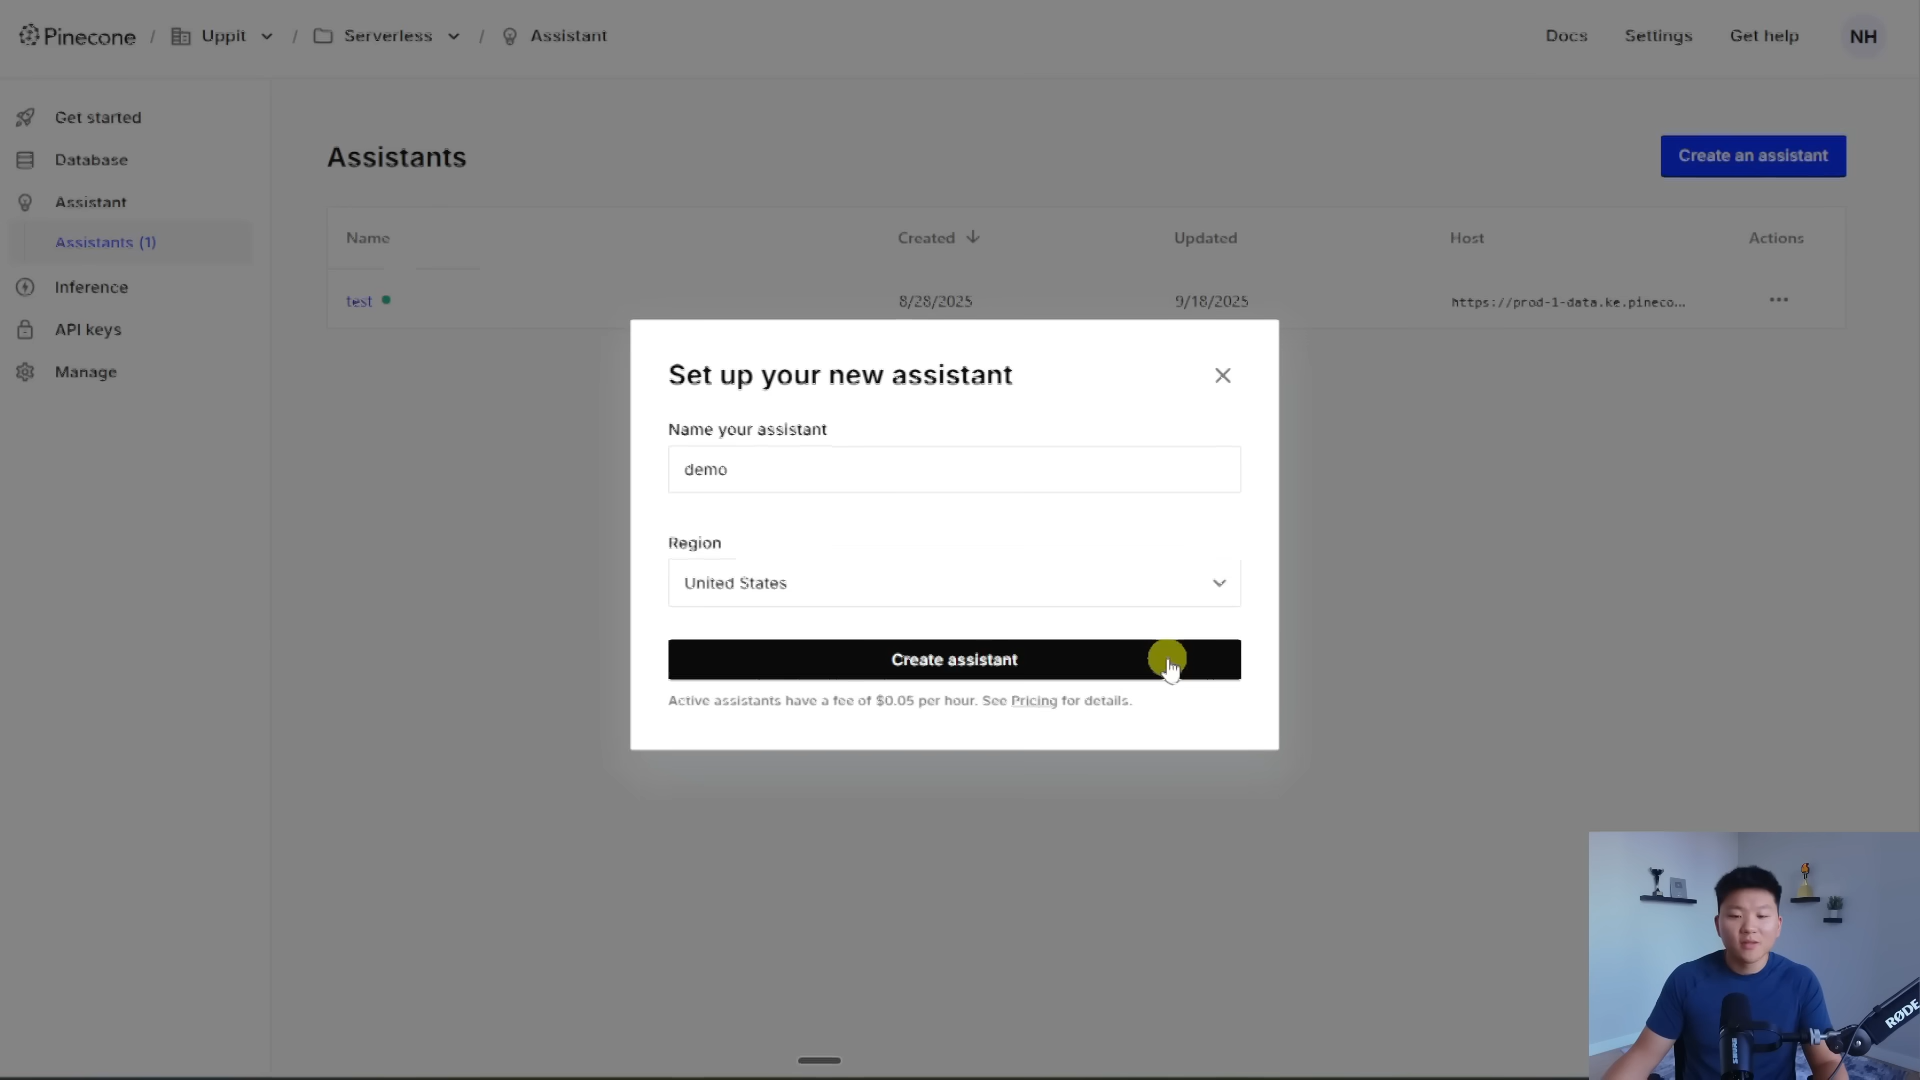 Pinecone / Uppit / Serverless / Assistant
Docs Settings Get help NH
Get started
Database
Assistant
Assistants (1)
Inference
API keys
Manage
Assistants
Create an assistant
Name Created Updated Host Actions
test 8/28/2025 9/18/2025 https://prod-1-data.ke.pineco... •••
Set up your new assistant
Name your assistant
demo
Region
United States
Create assistant
Active assistants have a fee of $0.05 per hour. See Pricing for details.
SHURE
RØDE